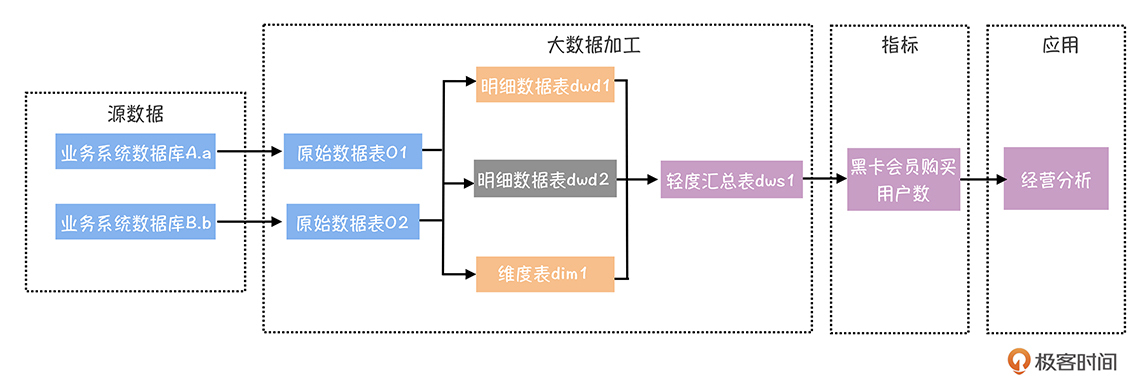 大数据加工
指标
应用
源数据
业务系统数据库A.a
业务系统数据库B.b
原始数据表O1
原始数据表O2
明细数据表dwd1
明细数据表dwd2
维度表dim1
轻度汇总表dws1
黑卡会员购买
用户数
经营分析
极客时间